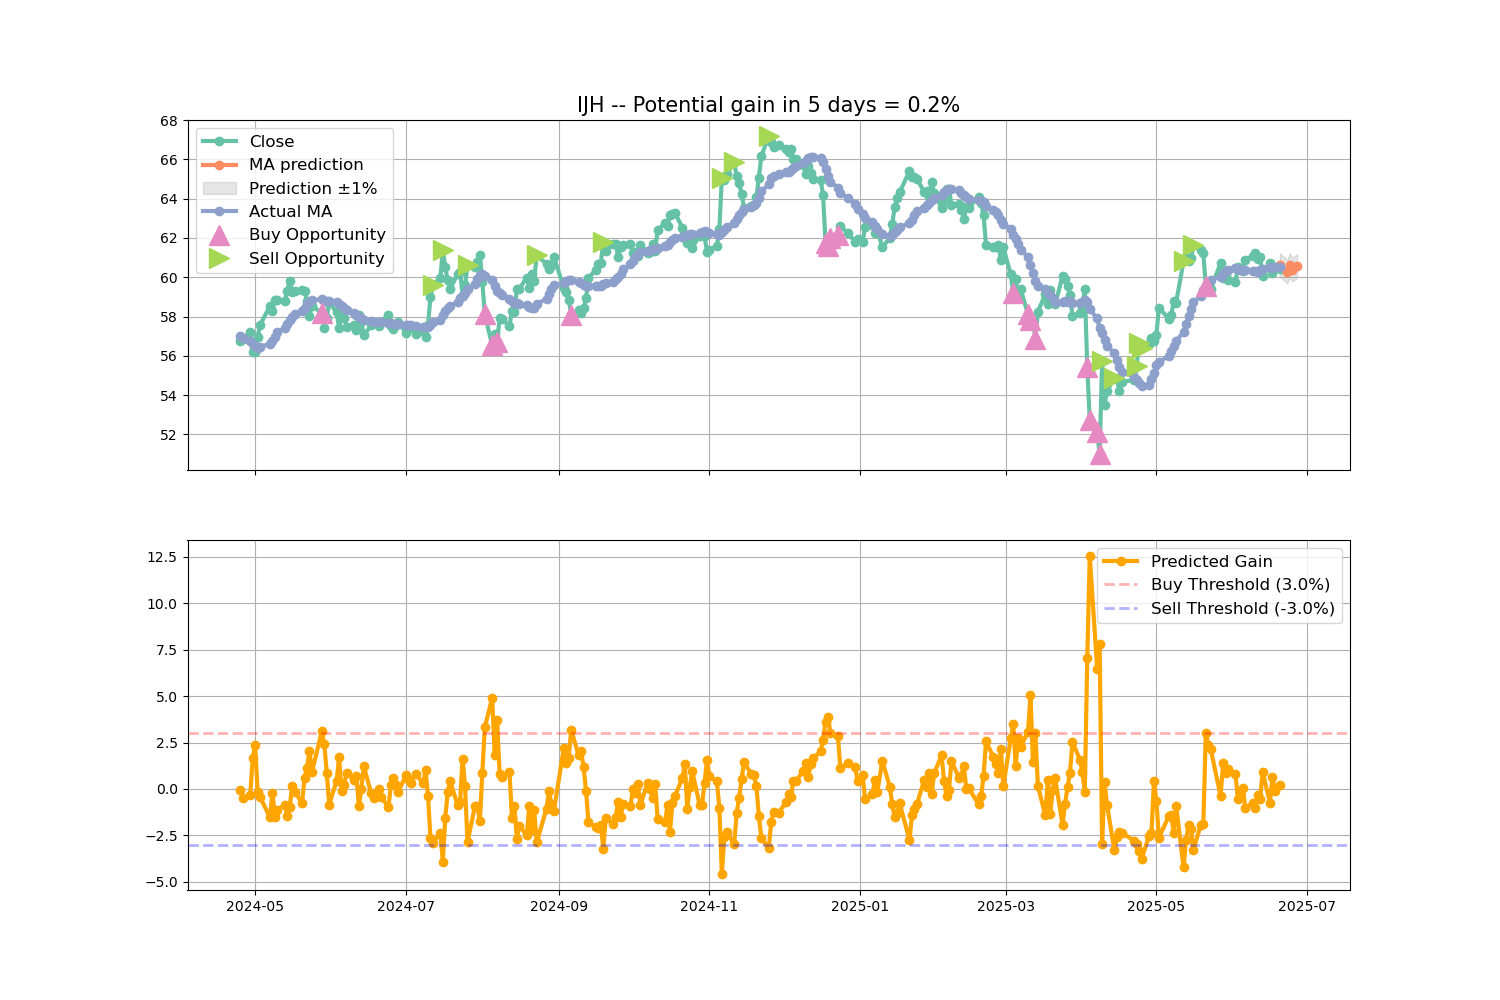 IJH -- Potential gain in 5 days = 0.2%
68
66
64
62
60
58
56
54
52
Close
MA prediction
Prediction ±1%
Actual MA
Buy Opportunity
Sell Opportunity
12.5
10.0
7.5
5.0
2.5
0.0
−2.5
−5.0
Predicted Gain
Buy Threshold (3.0%)
Sell Threshold (-3.0%)
2024-05
2024-07
2024-09
2024-11
2025-01
2025-03
2025-05
2025-07